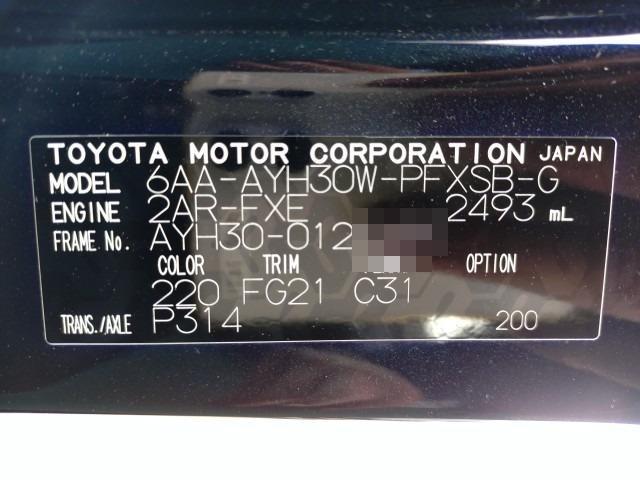 TOYOTA MOTOR CORPORATION JAPAN
MODEL 6AA-AYH30W-PFXSB-G
ENGINE 2AR-FXE 2493 mL
FRAME No. AYH30-012
COLOR TRIM OPTION
220 FG21 C31
TRANS./AXLE P314 200